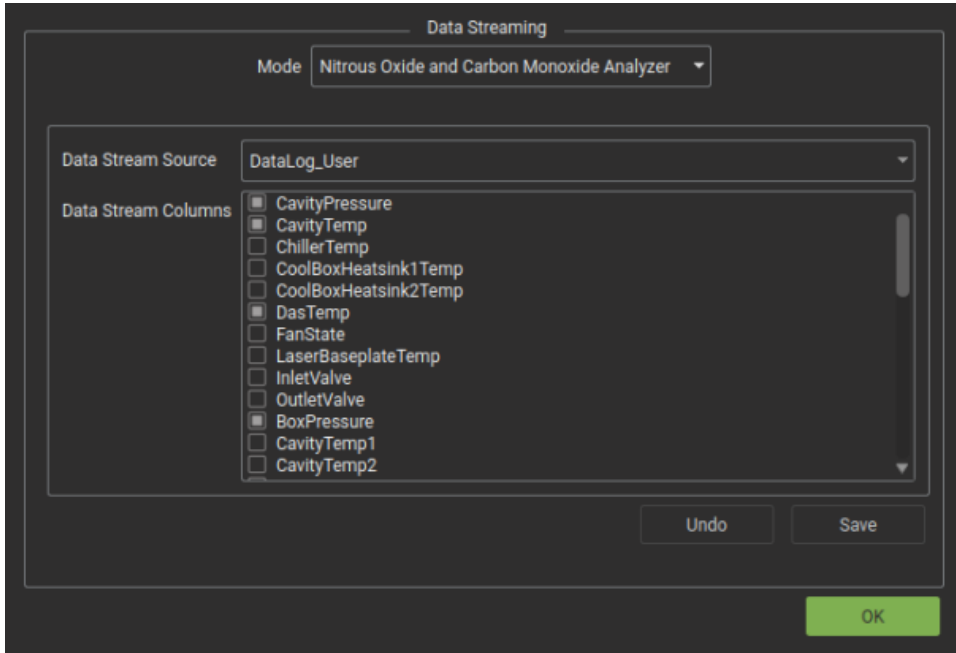 Data Streaming
Mode Nitrous Oxide and Carbon Monoxide Analyzer
Data Stream Source DataLog_User
Data Stream Columns
CavityPressure
CavityTemp
ChillerTemp
CoolBoxHeatsink1Temp
CoolBoxHeatsink2Temp
DasTemp
FanState
LaserBaseplateTemp
InletValve
OutletValve
BoxPressure
CavityTemp1
CavityTemp2
Undo Save
OK